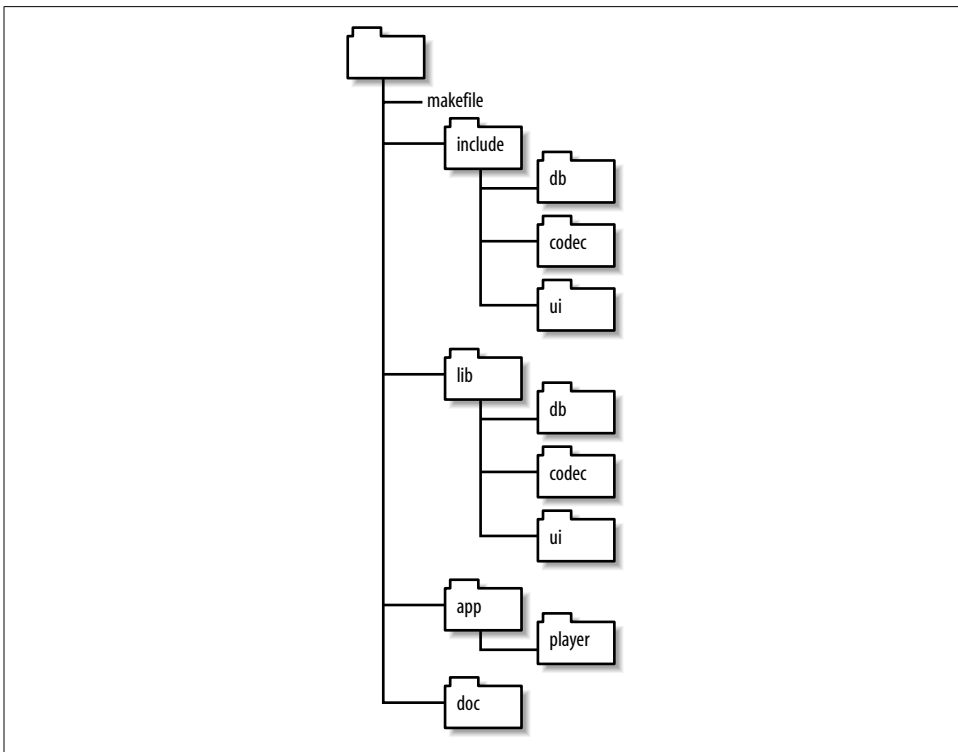 makefile
include
db
codec
ui
lib
db
codec
ui
app
player
doc